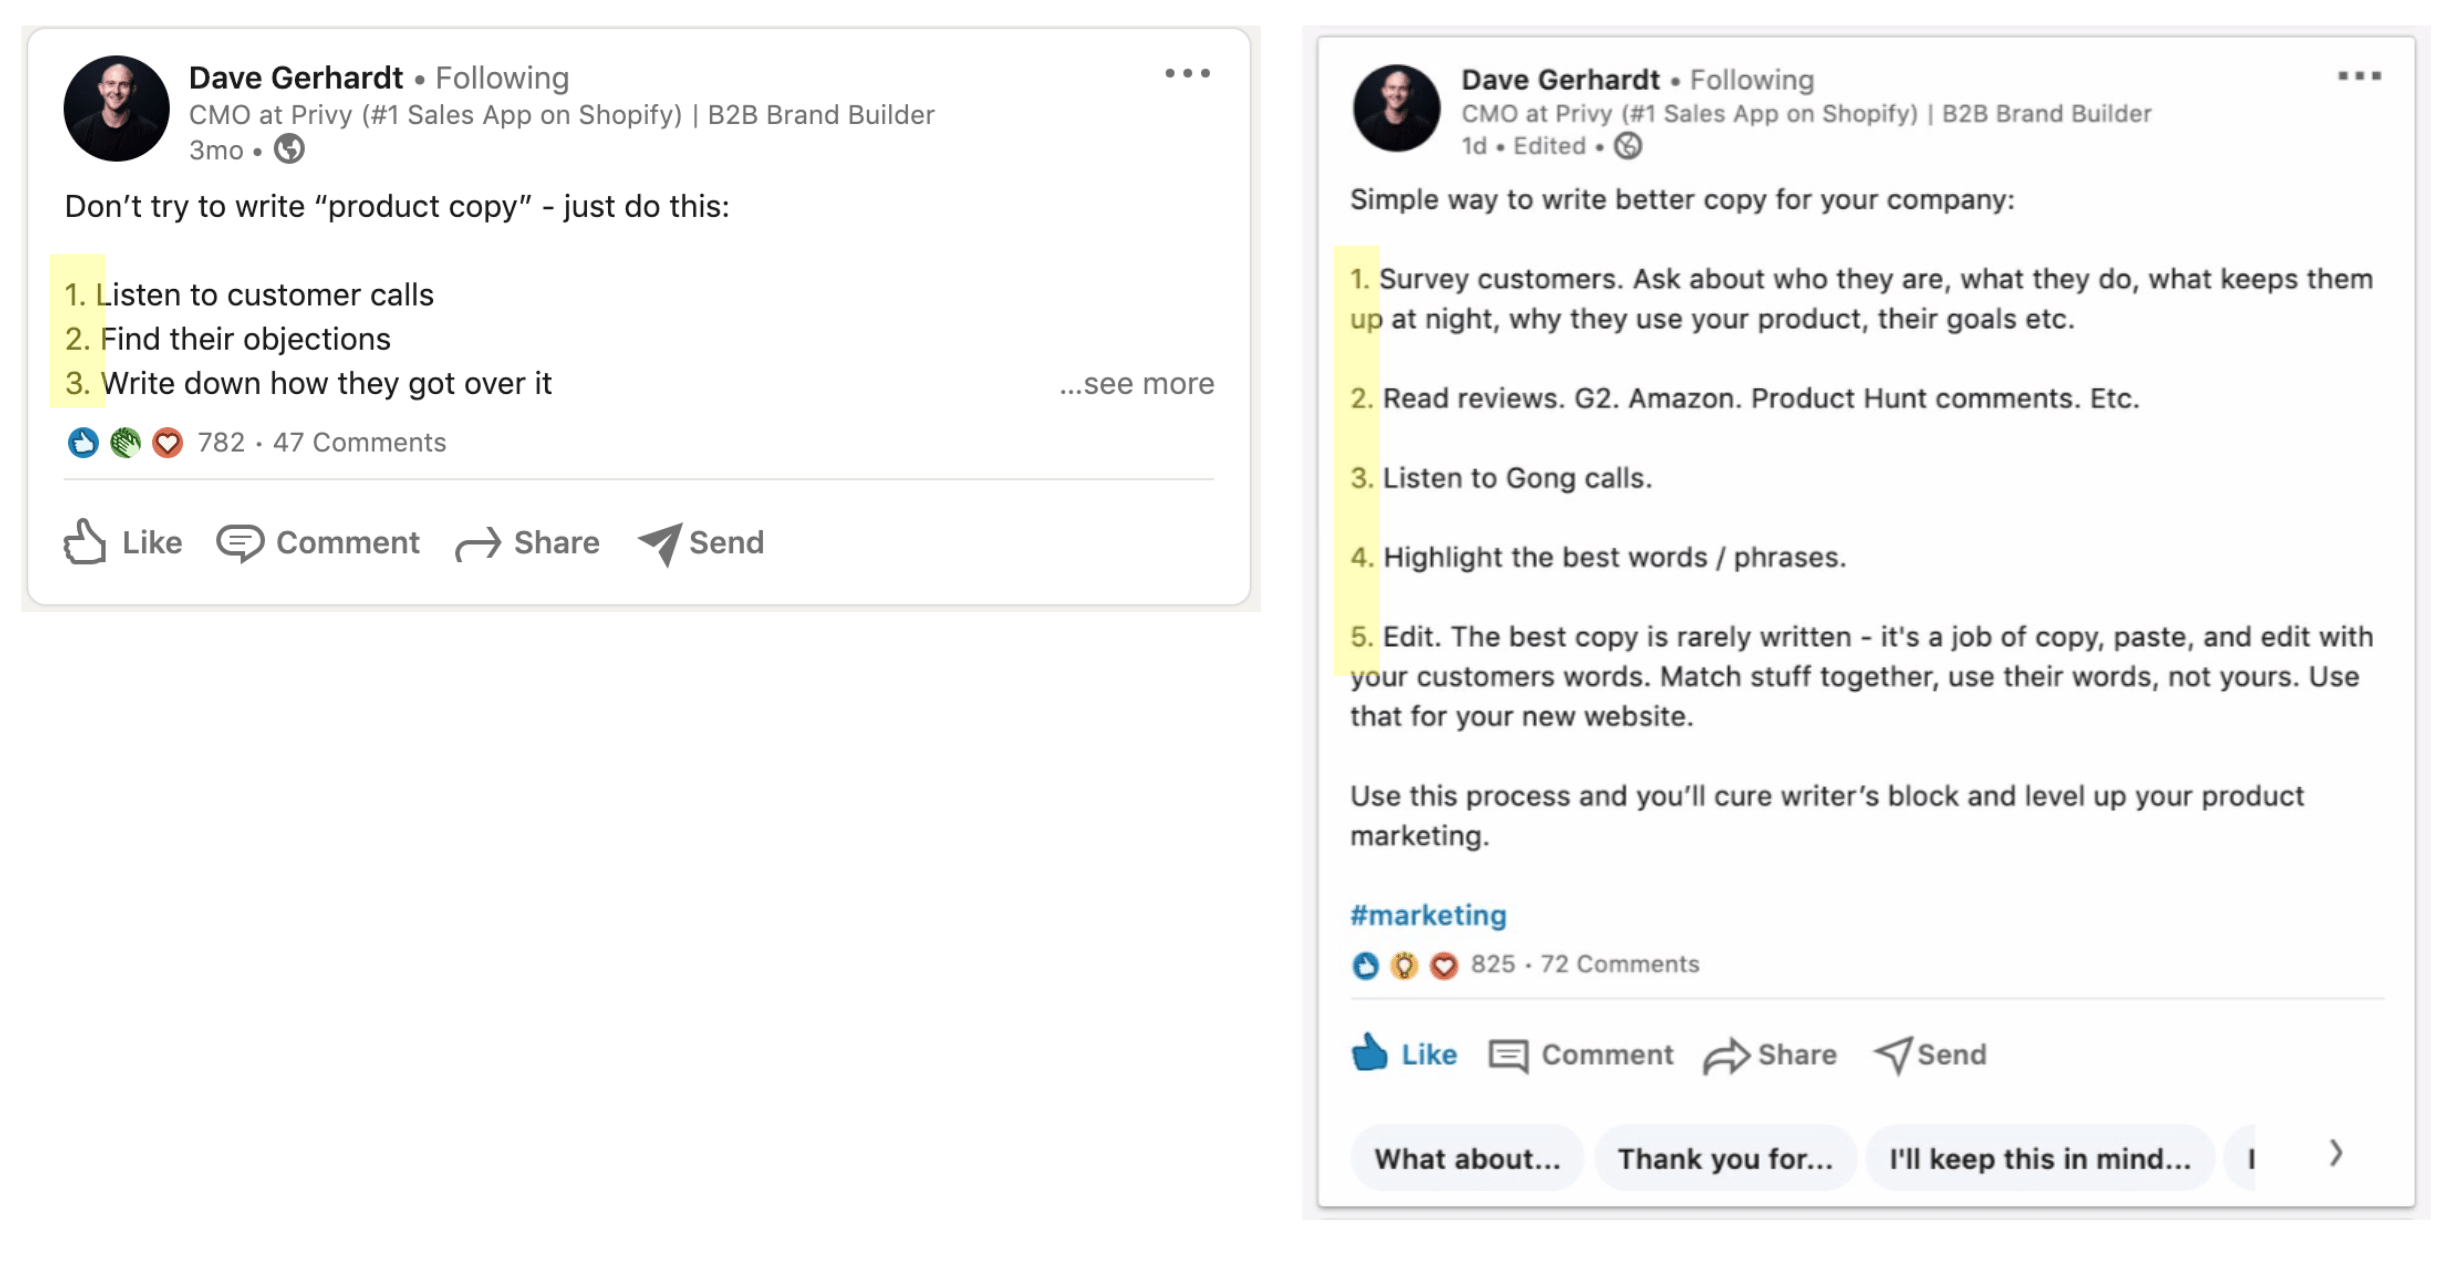 Dave Gerhardt • Following
CMO at Privy (#1 Sales App on Shopify) | B2B Brand Builder
3mo •
Don’t try to write “product copy” - just do this:
1. Listen to customer calls
2. Find their objections
3. Write down how they got over it
...see more
782 · 47 Comments
Like Comment Share Send
Dave Gerhardt • Following
CMO at Privy (#1 Sales App on Shopify) | B2B Brand Builder
1d • Edited •
Simple way to write better copy for your company:
1. Survey customers. Ask about who they are, what they do, what keeps them
up at night, why they use your product, their goals etc.
2. Read reviews. G2. Amazon. Product Hunt comments. Etc.
3. Listen to Gong calls.
4. Highlight the best words / phrases.
5. Edit. The best copy is rarely written - it's a job of copy, paste, and edit with
your customers words. Match stuff together, use their words, not yours. Use
that for your new website.
Use this process and you’ll cure writer’s block and level up your product
marketing.
#marketing
825 · 72 Comments
Like Comment Share Send
What about... Thank you for... I'll keep this in mind... I